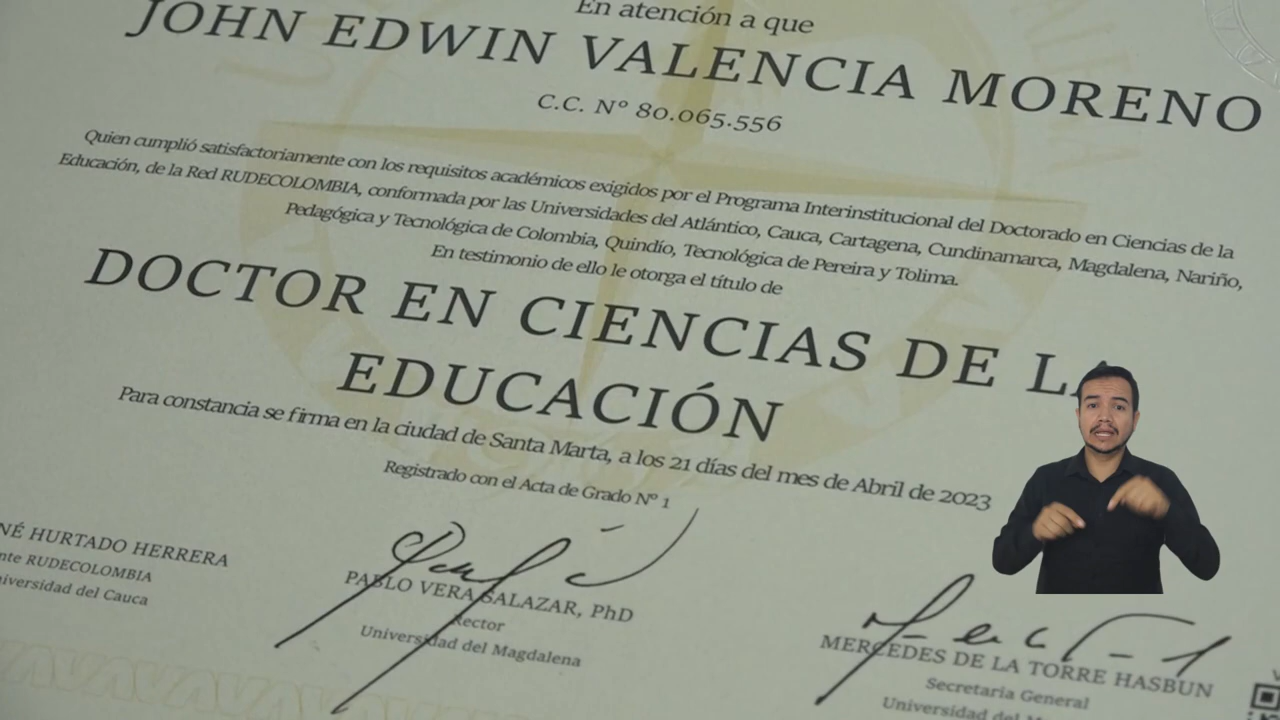 En atención a que
JOHN EDWIN VALENCIA MORENO
C.C. Nº 80.065.556
Quien cumplió satisfactoriamente con los requisitos académicos exigidos por el Programa Interinstitucional del Doctorado en Ciencias de la
Educación, de la Red RUDECOLOMBIA, conformada por las Universidades del Atlántico, Cauca, Cartagena, Cundinamarca, Magdalena, Nariño,
Pedagógica y Tecnológica de Colombia, Quindío, Tecnológica de Pereira y Tolima.
En testimonio de ello le otorga el título de
DOCTOR EN CIENCIAS DE LA
EDUCACIÓN
Para constancia se firma en la ciudad de Santa Marta, a los 21 días del mes de Abril de 2023
Registrado con el Acta de Grado Nº 1
NÉ HURTADO HERRERA
nte RUDECOLOMBIA
niversidad del Cauca
PABLO VERA SALAZAR, PhD
Rector
Universidad del Magdalena
MERCEDES DE LA TORRE HASBUN
Secretaria General
Universidad del M